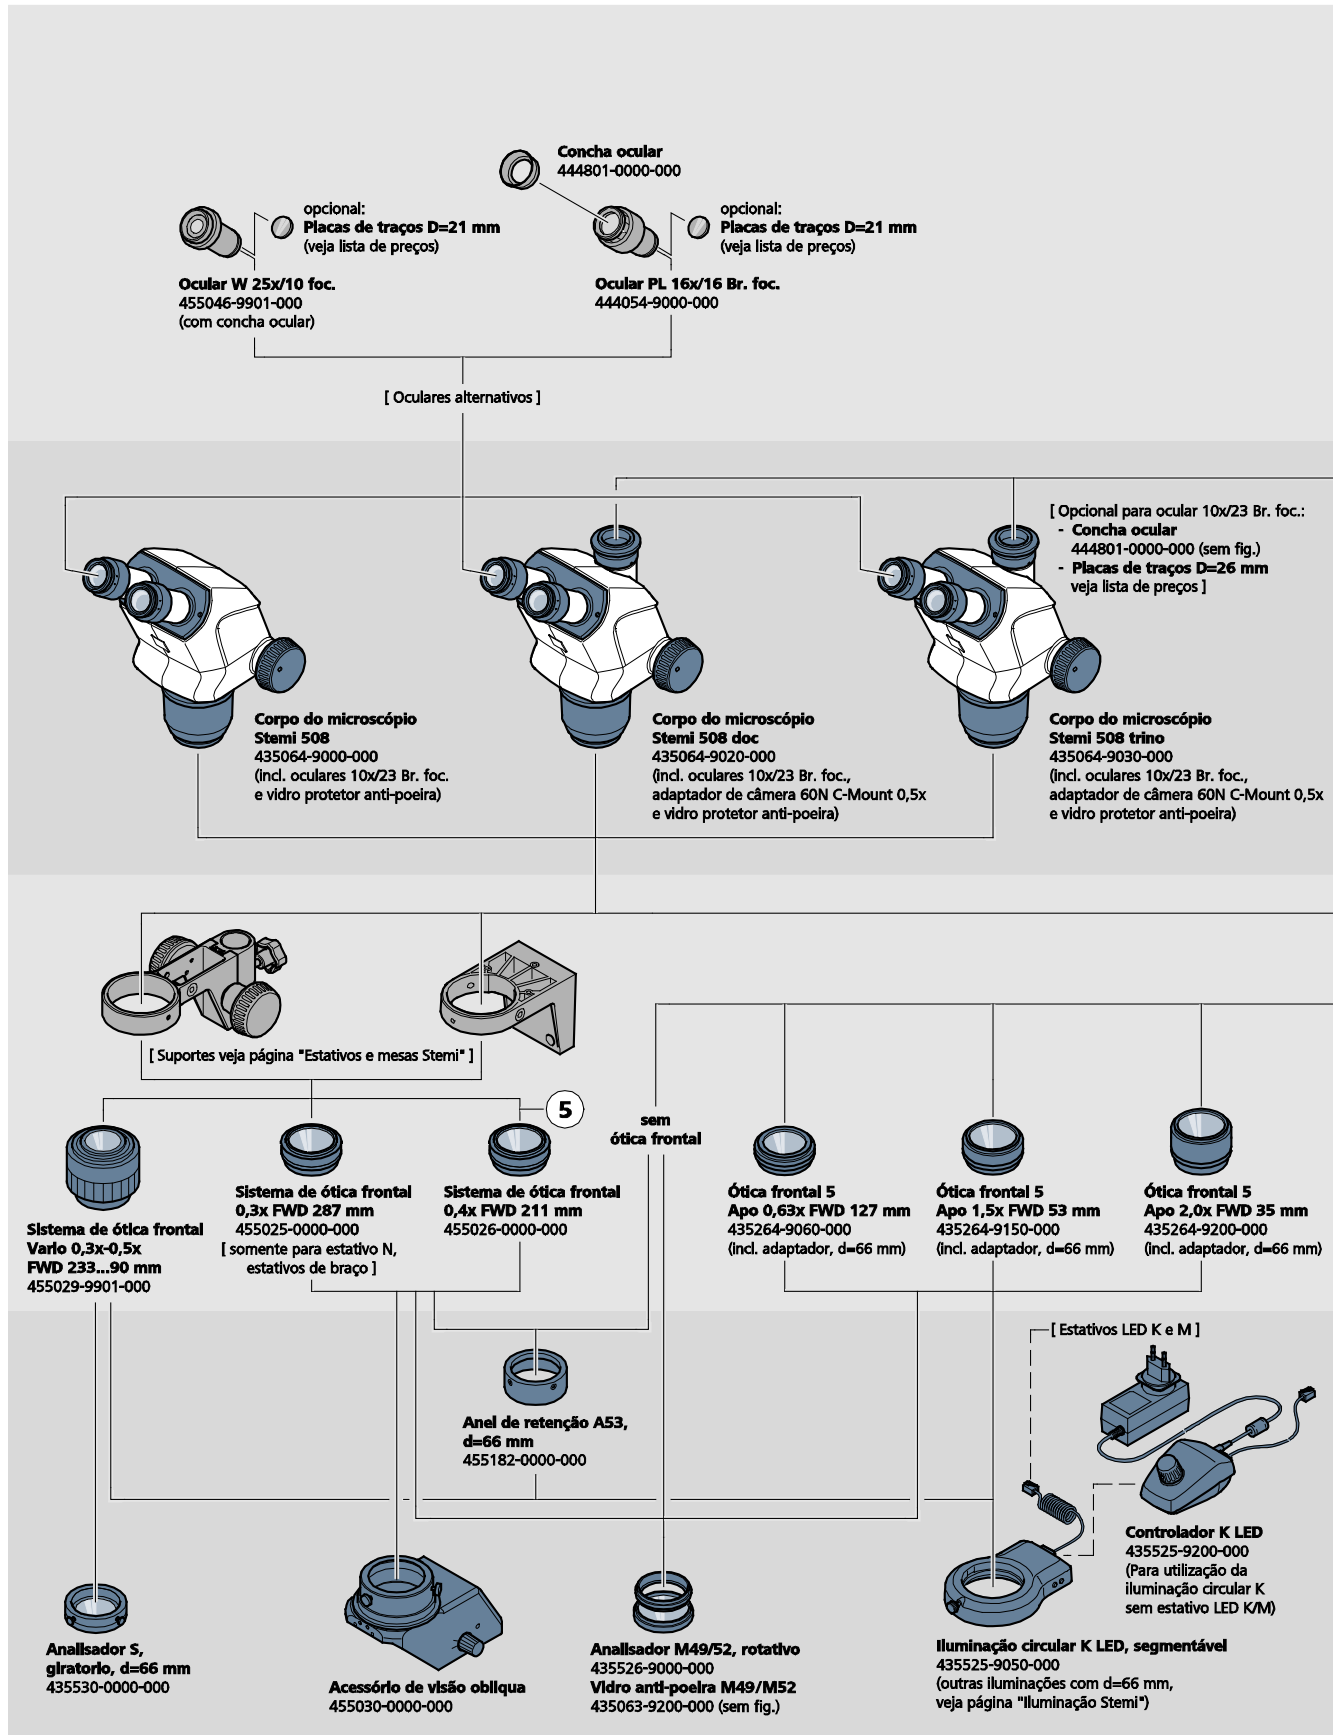 Concha ocular
444801-0000-000
opcional:
Placas de traços D=21 mm
(veja lista de preços)
opcional:
Placas de traços D=21 mm
(veja lista de preços)
Ocular W 25x/10 foc.
455046-9901-000
(com concha ocular)
Ocular PL 16x/16 Br. foc.
444054-9000-000
[ Oculares alternativos ]
[ Opcional para ocular 10x/23 Br. foc.:
- Concha ocular
444801-0000-000 (sem fig.)
- Placas de traços D=26 mm
veja lista de preços ]
Corpo do microscópio
Stemi 508
435064-9000-000
(incl. oculares 10x/23 Br. foc.
e vidro protetor anti-poeira)
Corpo do microscópio
Stemi 508 doc
435064-9020-000
(incl. oculares 10x/23 Br. foc.,
adaptador de câmera 60N C-Mount 0,5x
e vidro protetor anti-poeira)
Corpo do microscópio
Stemi 508 trino
435064-9030-000
(incl. oculares 10x/23 Br. foc.,
adaptador de câmera 60N C-Mount 0,5x
e vidro protetor anti-poeira)
[ Suportes veja página "Estativos e mesas Stemi" ]
5
sem
ótica frontal
Sistema de ótica frontal
Vario 0,3x-0,5x
FWD 233...90 mm
455029-9901-000
Sistema de ótica frontal
0,3x FWD 287 mm
455025-0000-000
[ somente para estativo N,
estativos de braço ]
Sistema de ótica frontal
0,4x FWD 211 mm
455026-0000-000
Ótica frontal 5
Apo 0,63x FWD 127 mm
435264-9060-000
(incl. adaptador, d=66 mm)
Ótica frontal 5
Apo 1,5x FWD 53 mm
435264-9150-000
(incl. adaptador, d=66 mm)
Ótica frontal 5
Apo 2,0x FWD 35 mm
435264-9200-000
(incl. adaptador, d=66 mm)
[ Estativos LED K e M ]
Anel de retenção A53,
d=66 mm
455182-0000-000
Controlador K LED
435525-9200-000
(Para utilização da
iluminação circular K
sem estativo LED K/M)
Analisador S,
giratorio, d=66 mm
435530-0000-000
Acessório de visão obliqua
455030-0000-000
Analisador M49/52, rotativo
435526-9000-000
Vidro anti-poeira M49/M52
435063-9200-000 (sem fig.)
Iluminação circular K LED, segmentável
435525-9050-000
(outras iluminações com d=66 mm,
veja página "Iluminação Stemi")